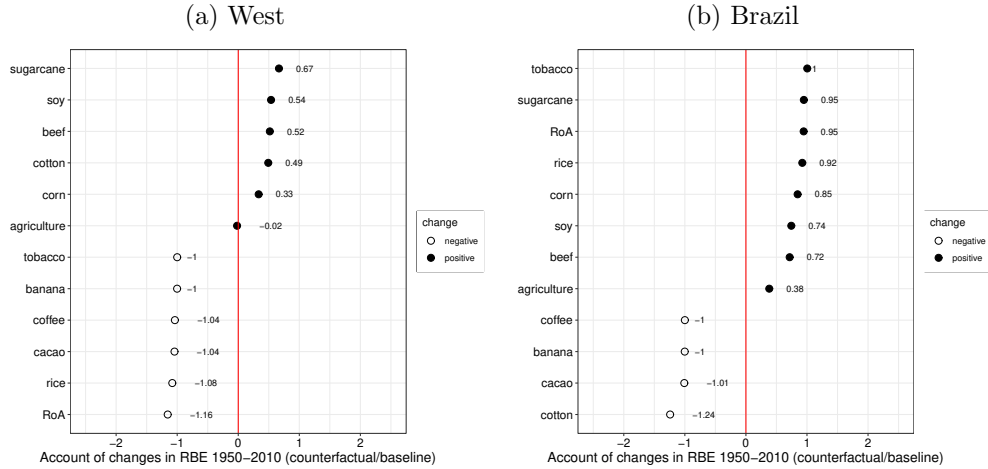 (a) West
sugarcane 0.67
soy 0.54
beef 0.52
cotton 0.49
corn 0.33
agriculture −0.02
tobacco −1
banana −1
coffee −1.04
cacao −1.04
rice −1.08
RoA −1.16
−2 −1 0 1 2
Account of changes in RBE 1950−2010 (counterfactual/baseline)
change
negative
positive
(b) Brazil
tobacco 1
sugarcane 0.95
RoA 0.95
rice 0.92
corn 0.85
soy 0.74
beef 0.72
agriculture 0.38
coffee −1
banana −1
cacao −1.01
cotton −1.24
−2 −1 0 1 2
Account of changes in RBE 1950−2010 (counterfactual/baseline)
change
negative
positive